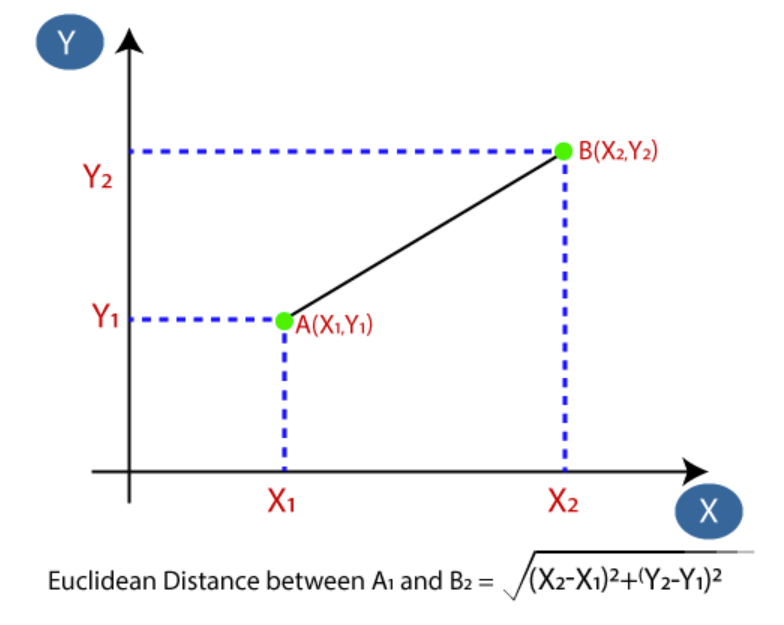 Y
Y₂
B(X₂,Y₂)
Y₁
A(X₁,Y₁)
X₁
X₂
X
Euclidean Distance between A₁ and B₂ = √(X₂-X₁)²+(Y₂-Y₁)²